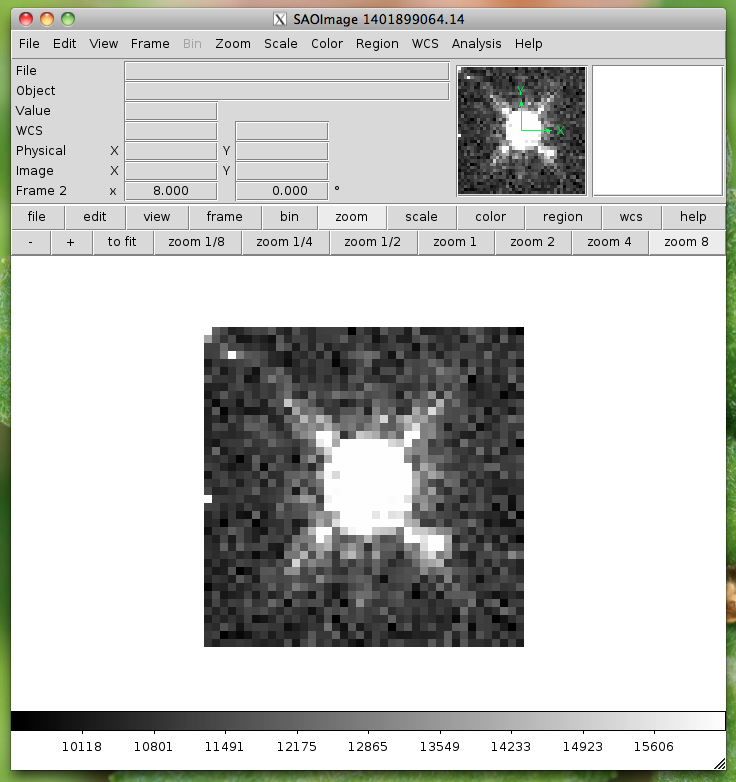 SAOImage 1401899064.14
File Edit View Frame Bin Zoom Scale Color Region WCS Analysis Help
File
Object
Value
WCS
Physical X Y
Image X Y
Frame 2 x 8.000 0.000 °
Y
X
file edit view frame bin zoom scale color region wcs help
- + to fit zoom 1/8 zoom 1/4 zoom 1/2 zoom 1 zoom 2 zoom 4 zoom 8
10118 10801 11491 12175 12865 13549 14233 14923 15606